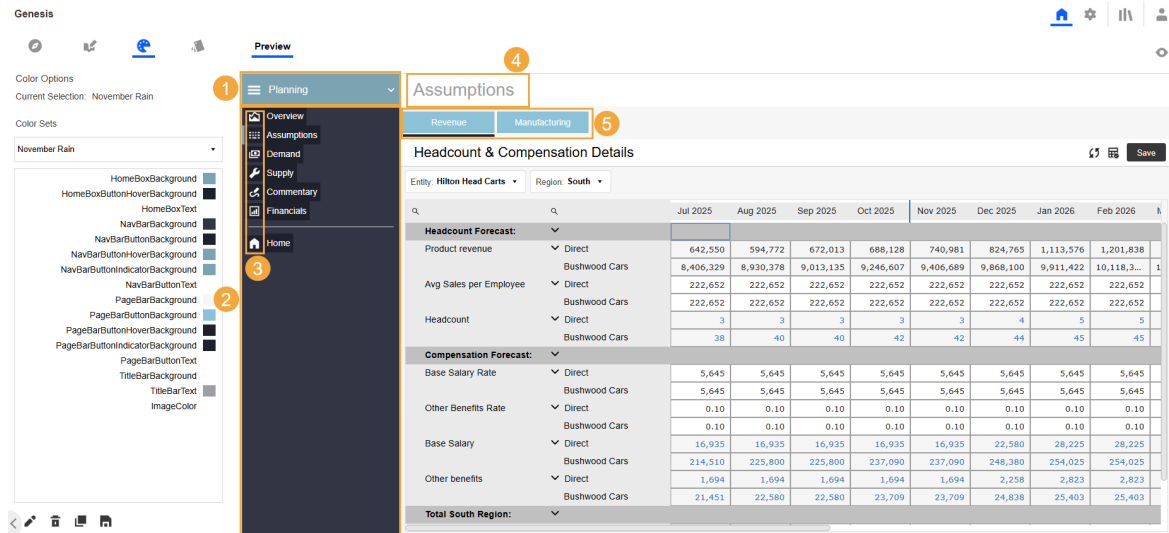 Genesis
Preview
Color Options
Current Selection: November Rain
Color Sets
November Rain
HomeBoxBackground
HomeBoxButtonHoverBackground
HomeBoxText
NavBarBackground
NavBarButtonBackground
NavBarButtonHoverBackground
NavBarButtonIndicatorBackground
NavBarButtonText
PageBarBackground
PageBarButtonBackground
PageBarButtonHoverBackground
PageBarButtonIndicatorBackground
PageBarButtonText
TitleBarBackground
TitleBarText
ImageColor
1
Planning
2
Overview
Assumptions
Demand
Supply
Commentary
Financials
Home
3
4
Assumptions
Revenue Manufacturing 5
Headcount & Compensation Details Save
Entity: Hilton Head Carts Region: South
Jul 2025 Aug 2025 Sep 2025 Oct 2025 Nov 2025 Dec 2025 Jan 2026 Feb 2026
Headcount Forecast:
Product revenue Direct 642,550 594,772 672,013 688,128 740,981 824,765 1,113,576 1,201,838
Bushwood Cars 8,406,329 8,930,378 9,013,135 9,246,607 9,406,689 9,868,100 9,911,422 10,118,3... 1
Avg Sales per Employee Direct 222,652 222,652 222,652 222,652 222,652 222,652 222,652 222,652
Bushwood Cars 222,652 222,652 222,652 222,652 222,652 222,652 222,652 222,652
Headcount Direct 3 3 3 3 3 4 5 5
Bushwood Cars 38 40 40 42 42 44 45 45
Compensation Forecast:
Base Salary Rate Direct 5,645 5,645 5,645 5,645 5,645 5,645 5,645 5,645
Bushwood Cars 5,645 5,645 5,645 5,645 5,645 5,645 5,645 5,645
Other Benefits Rate Direct 0.10 0.10 0.10 0.10 0.10 0.10 0.10 0.10
Bushwood Cars 0.10 0.10 0.10 0.10 0.10 0.10 0.10 0.10
Base Salary Direct 16,935 16,935 16,935 16,935 16,935 22,580 28,225 28,225
Bushwood Cars 214,510 225,800 225,800 237,090 237,090 248,380 254,025 254,025
Other benefits Direct 1,694 1,694 1,694 1,694 1,694 2,258 2,823 2,823
Bushwood Cars 21,451 22,580 22,580 23,709 23,709 24,838 25,403 25,403
Total South Region: